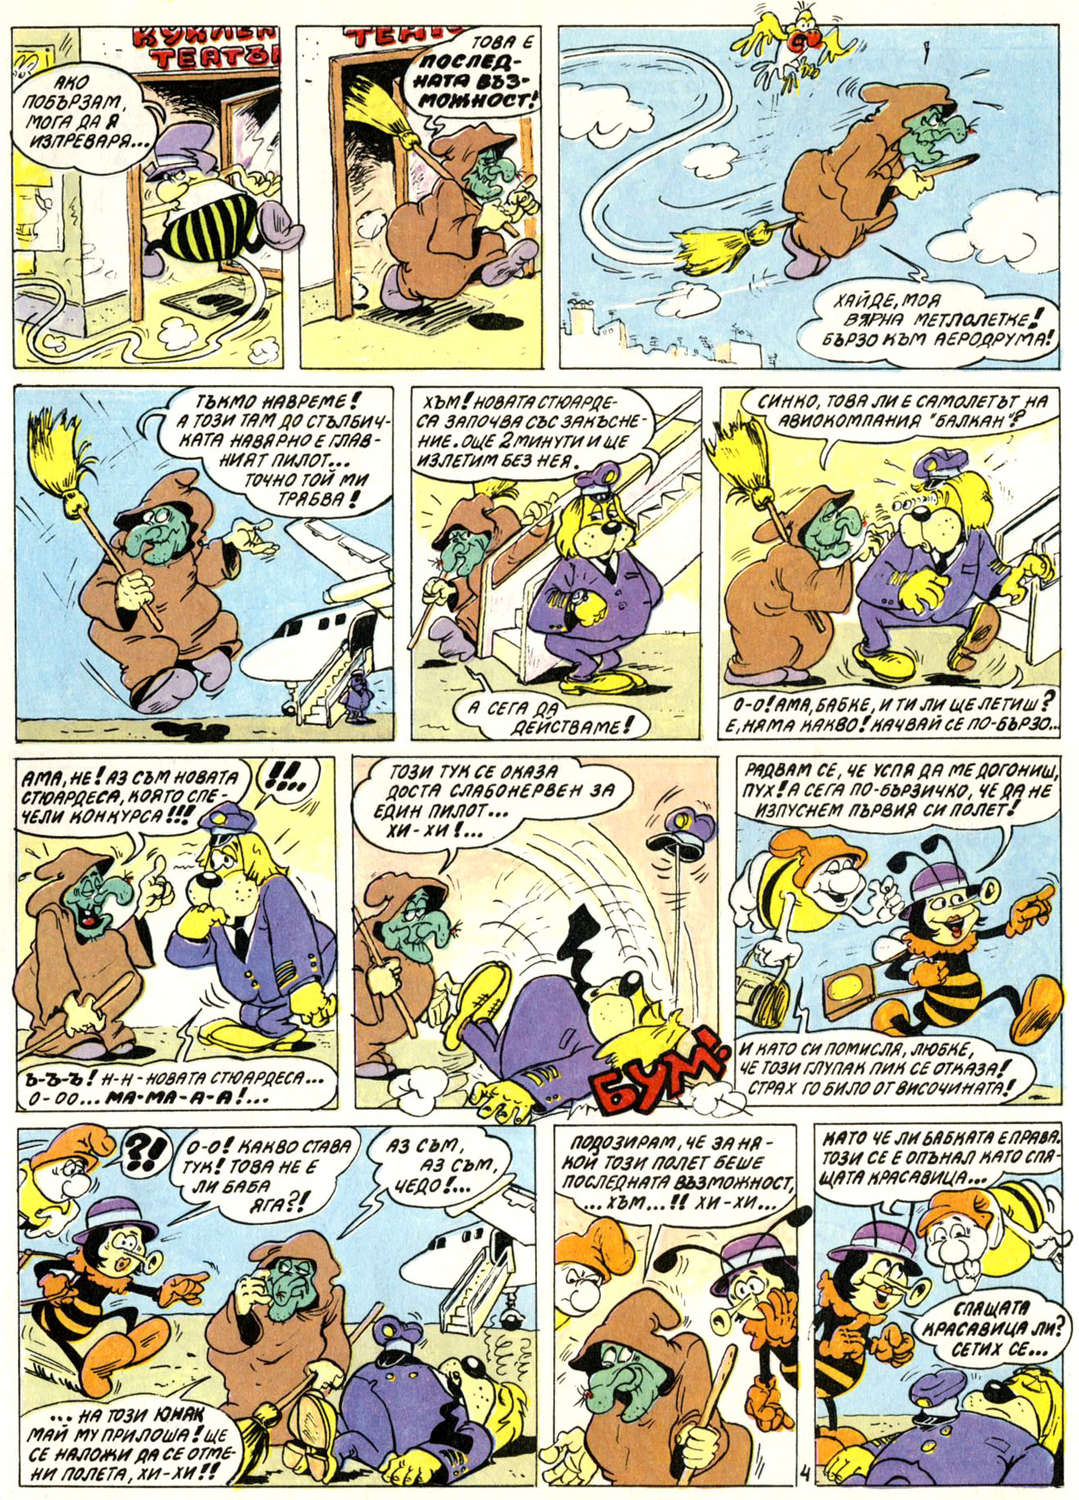 КУКЛЕН
ТЕАТЪР
АКО
ПОБЪРЗАМ,
МОГА ДА Я
ИЗПРЕВАРЯ...
ТЕАТ
ТОВА Е
ПОСЛЕД-
НАТА ВЪЗ-
МОЖНОСТ!
ХАЙДЕ, МОЯ
ВЯРНА МЕТЛОЛЕТКЕ!
БЪРЗО КЪМ АЕРОДРУМА!
ТЪКМО НАВРЕМЕ!
А ТОЗИ ТАМ ДО СТЪЛБИЧ-
КАТА НАВЯРНО Е ГЛАВ-
НИЯТ ПИЛОТ...
ТОЧНО ТОЙ МИ
ТРЯБВА!
ХЪМ! НОВАТА СТЮАРДЕ-
СА ЗАПОЧВА СЪС ЗАКЪСНЕ-
НИЕ. ОЩЕ 2 МИНУТИ И ЩЕ
ИЗЛЕТИМ БЕЗ НЕЯ.
А СЕГА ДА
ДЕЙСТВАМЕ!
СИНКО, ТОВА ЛИ Е САМОЛЕТЪТ НА
АВИОКОМПАНИЯ "БАЛКАН"?
О-О! АМА, БАБКЕ, И ТИ ЛИ ЩЕ ЛЕТИШ?
Е, НЯМА КАКВО! КАЧВАЙ СЕ ПО-БЪРЗО...
АМА, НЕ! АЗ СЪМ НОВАТА
СТЮАРДЕСА, КОЯТО СПЕ-
ЧЕЛИ КОНКУРСА!!!
!!...
Ъ-Ъ-Ъ! Н-Н-НОВАТА СТЮАРДЕСА...
О-ОО... МА-МА-А-А!...
ТОЗИ ТУК СЕ ОКАЗА
ДОСТА СЛАБОНЕРВЕН ЗА
ЕДИН ПИЛОТ...
ХИ-ХИ!...
БУМ!
РАДВАМ СЕ, ЧЕ УСПЯ ДА МЕ ДОГОНИШ,
ПУХ! А СЕГА ПО-БЪРЗИЧКО, ЧЕ ДА НЕ
ИЗПУСНЕМ ПЪРВИЯ СИ ПОЛЕТ!
И КАТО СИ ПОМИСЛЯ, ЛЮБКЕ,
ЧЕ ТОЗИ ГЛУПАК ПИК СЕ ОТКАЗА!
СТРАХ ГО БИЛО ОТ ВИСОЧИНАТА!
?!
О-О! КАКВО СТАВА
ТУК! ТОВА НЕ Е
ЛИ БАБА
ЯГА?!
АЗ СЪМ,
АЗ СЪМ,
ЧЕДО!...
... НА ТОЗИ ЮНАК
МАЙ МУ ПРИЛОША! ЩЕ
СЕ НАЛОЖИ ДА СЕ ОТМЕ-
НИ ПОЛЕТА, ХИ-ХИ!!
ПОДОЗИРАМ, ЧЕ ЗА НЯ-
КОЙ ТОЗИ ПОЛЕТ БЕШЕ
ПОСЛЕДНАТА ВЪЗМОЖНОСТ,
... ХЪМ...!! ХИ-ХИ...
КАТО ЧЕ ЛИ БАБКАТА Е ПРАВА.
ТОЗИ СЕ Е ОПЪНАЛ КАТО СПЯ-
ЩАТА КРАСАВИЦА...
СПЯЩАТА
КРАСАВИЦА ЛИ?
СЕТИХ СЕ...
4